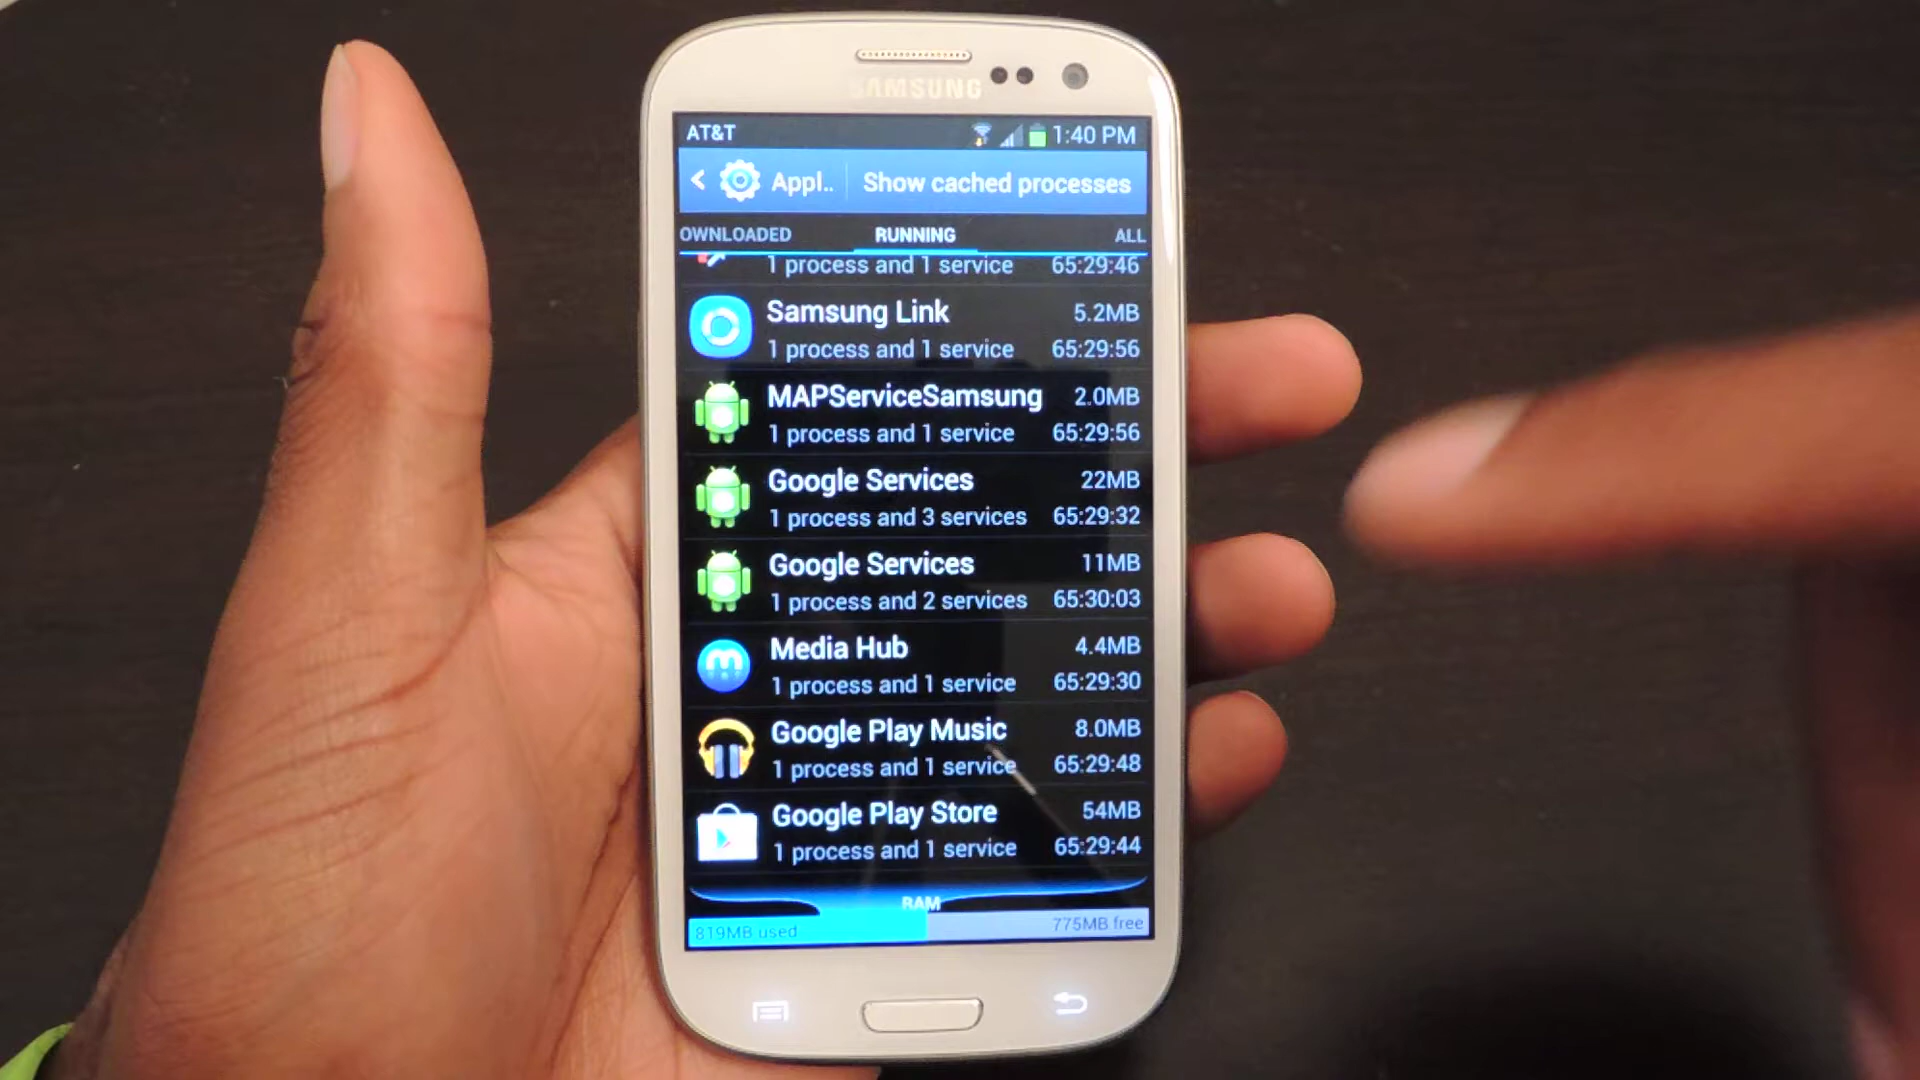 SAMSUNG
AT&T 1:40 PM
Appl.. Show cached processes
OWNLOADED RUNNING ALL
1 process and 1 service 65:29:46
Samsung Link 5.2MB
1 process and 1 service 65:29:56
MAPServiceSamsung 2.0MB
1 process and 1 service 65:29:56
Google Services 22MB
1 process and 3 services 65:29:32
Google Services 11MB
1 process and 2 services 65:30:03
Media Hub 4.4MB
1 process and 1 service 65:29:30
Google Play Music 8.0MB
1 process and 1 service 65:29:48
Google Play Store 54MB
1 process and 1 service 65:29:44
RAM
819MB used 775MB free